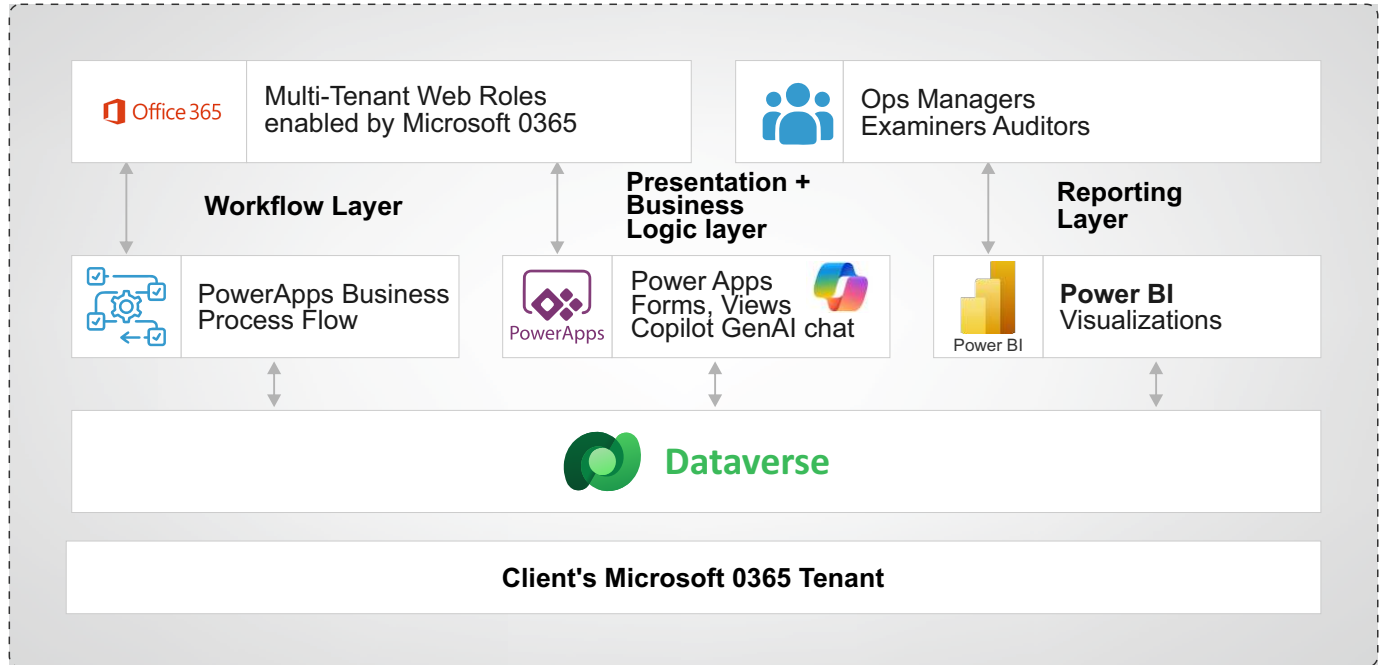 Office 365
Multi-Tenant Web Roles
enabled by Microsoft 0365
Ops Managers
Examiners Auditors
Workflow Layer
Presentation +
Business
Logic layer
Reporting
Layer
PowerApps Business
Process Flow
PowerApps
Power Apps
Forms, Views
Copilot GenAI chat
Power BI
Power BI
Visualizations
Dataverse
Client's Microsoft 0365 Tenant